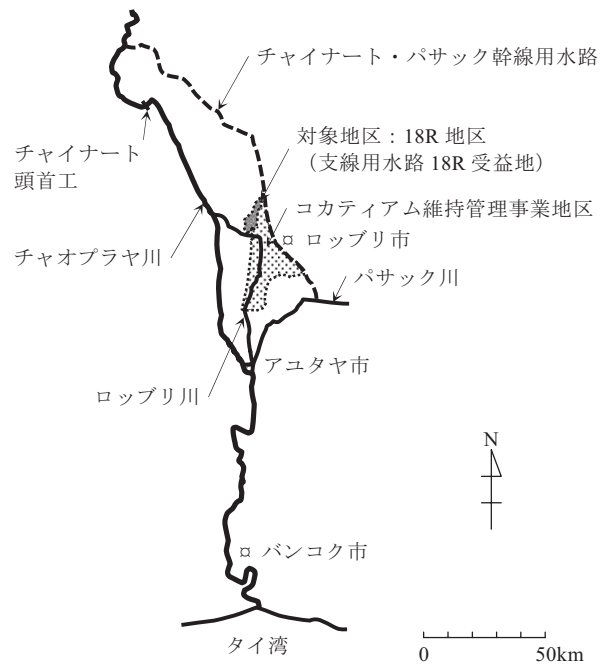 チャイナート・パサック幹線用水路
対象地区：18R 地区
（支線用水路 18R 受益地）
チャイナート
頭首工
コカティアム維持管理事業地区
ロッブリ市
チャオプラヤ川
パサック川
アユタヤ市
ロッブリ川
N
バンコク市
タイ湾
0 50km